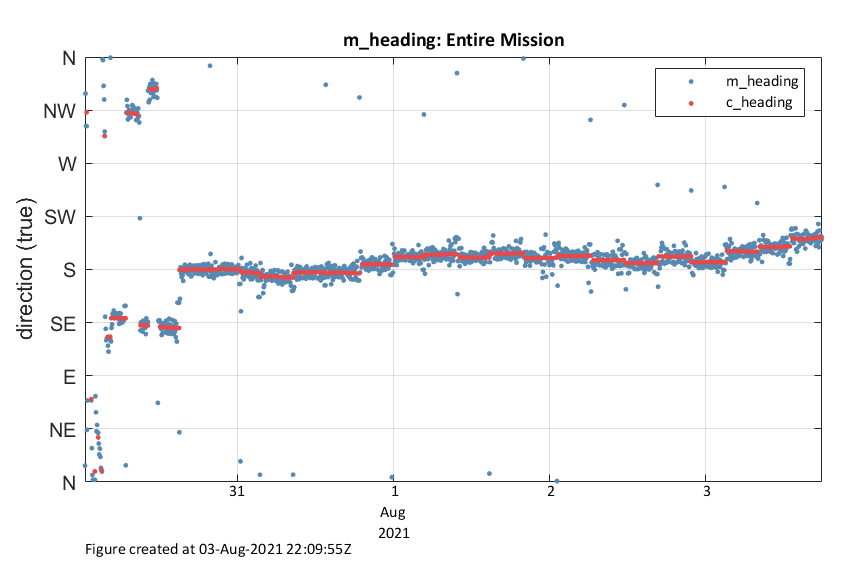 m_heading: Entire Mission
N
NW
W
SW
S
SE
E
NE
N
direction (true)
m_heading
c_heading
31
1
2
3
Aug
2021
Figure created at 03-Aug-2021 22:09:55Z